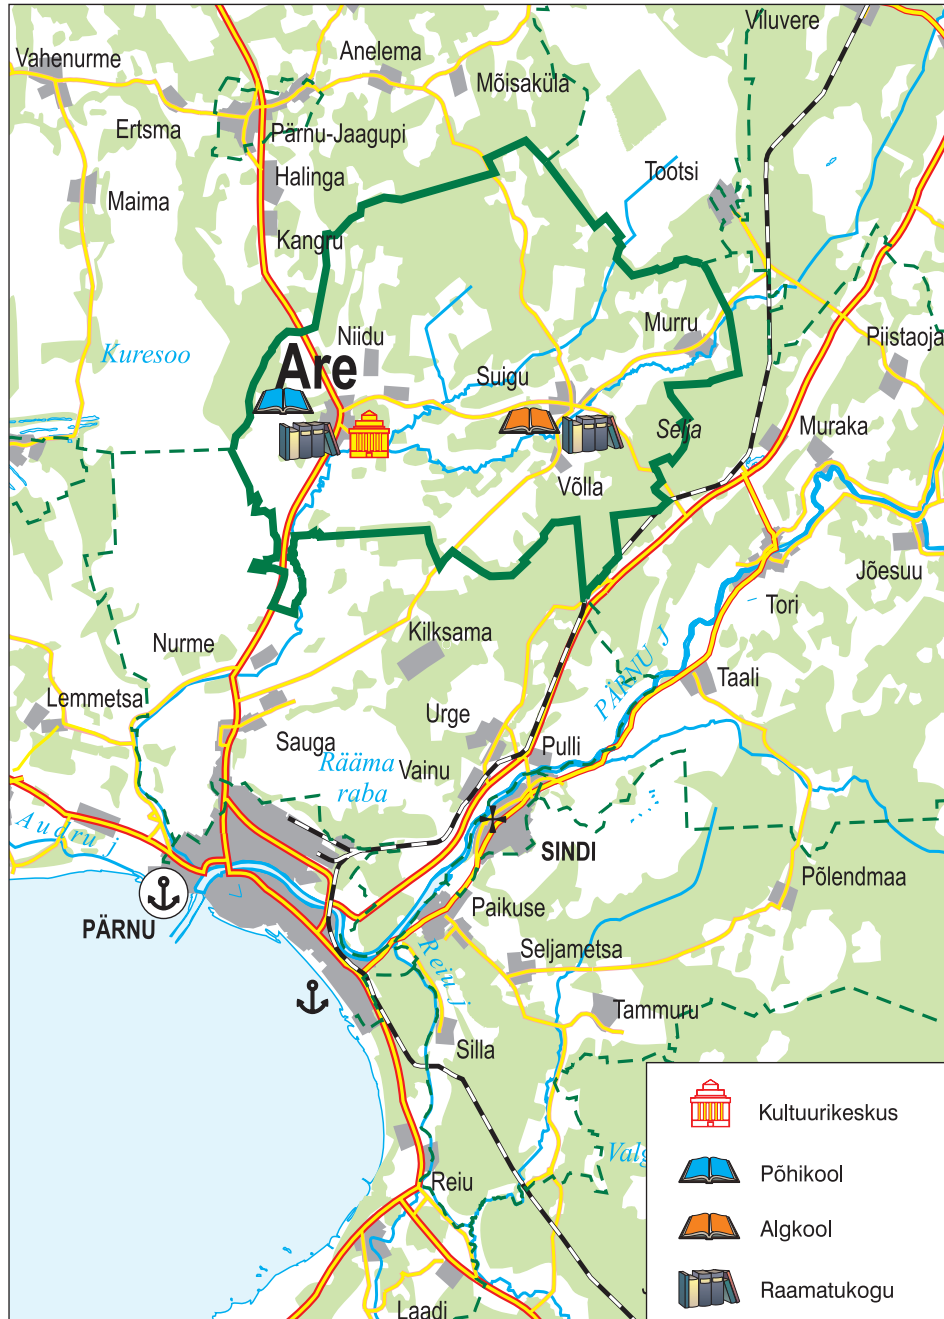 Viluvere
Vahenurme
Anelema
Mõisaküla
Ertsma
Pärnu-Jaagupi
Halinga
Tootsi
Maima
Kangru
Kuresoo
Niidu
Murru
Piistaoja
Are
Suigu
Selja
Muraka
Võlla
Jõesuu
Tori
Kilksama
Nurme
PÄRNU J
Taali
Lemmetsa
Urge
Sauga
Pulli
Rääma
raba
Vainu
Audru j
SINDI
Põlendmaa
PÄRNU
Paikuse
Seljametsa
Reiu j
Tammuru
Silla
Reiu
Laadi
Kultuurikeskus
Põhikool
Algkool
Raamatukogu